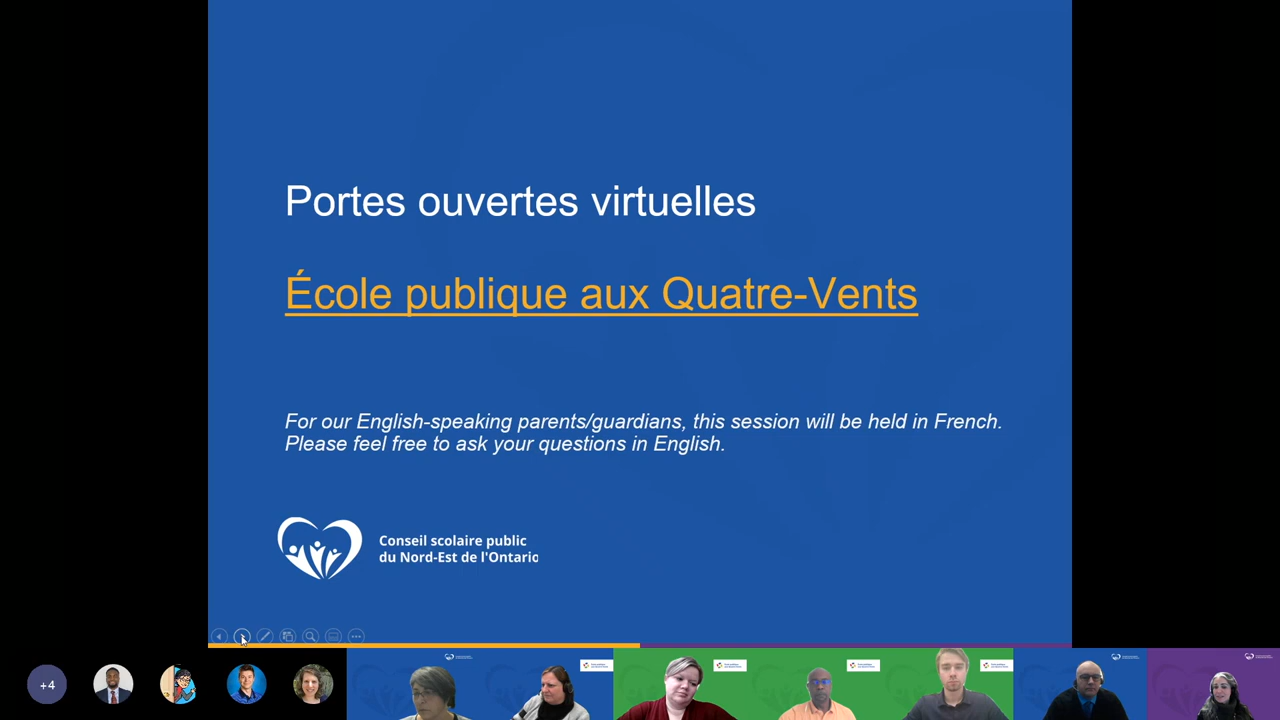 Portes ouvertes virtuelles
École publique aux Quatre-Vents
For our English-speaking parents/guardians, this session will be held in French.
Please feel free to ask your questions in English.
Conseil scolaire public
du Nord-Est de l'Ontario
+4